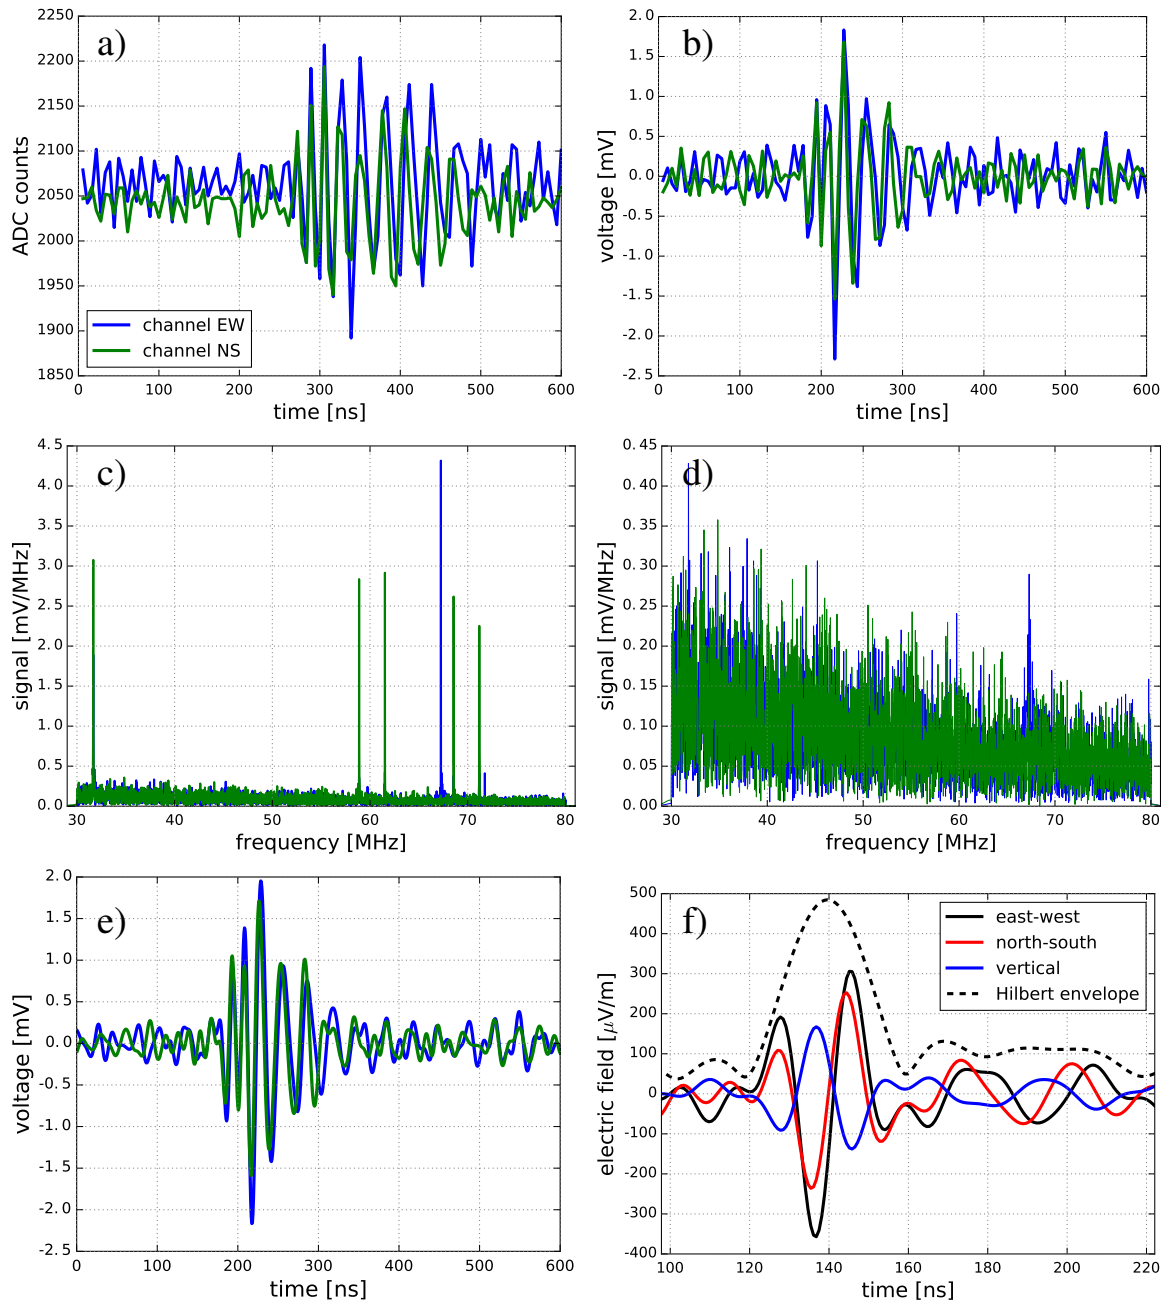 a)
2250
2200
2150
2100
2050
2000
1950
1900
1850
ADC counts
channel EW
channel NS
0 100 200 300 400 500 600
time [ns]
b)
2.0
1.5
1.0
0.5
0.0
-0.5
-1.0
-1.5
-2.0
-2.5
voltage [mV]
0 100 200 300 400 500 600
time [ns]
c)
4.5
4.0
3.5
3.0
2.5
2.0
1.5
1.0
0.5
0.0
signal [mV/MHz]
30 40 50 60 70 80
frequency [MHz]
d)
0.45
0.40
0.35
0.30
0.25
0.20
0.15
0.10
0.05
0.00
signal [mV/MHz]
30 40 50 60 70 80
frequency [MHz]
e)
2.0
1.5
1.0
0.5
0.0
-0.5
-1.0
-1.5
-2.0
-2.5
voltage [mV]
0 100 200 300 400 500 600
time [ns]
f)
500
400
300
200
100
0
-100
-200
-300
-400
electric field [μV/m]
east-west
north-south
vertical
Hilbert envelope
100 120 140 160 180 200 220
time [ns]